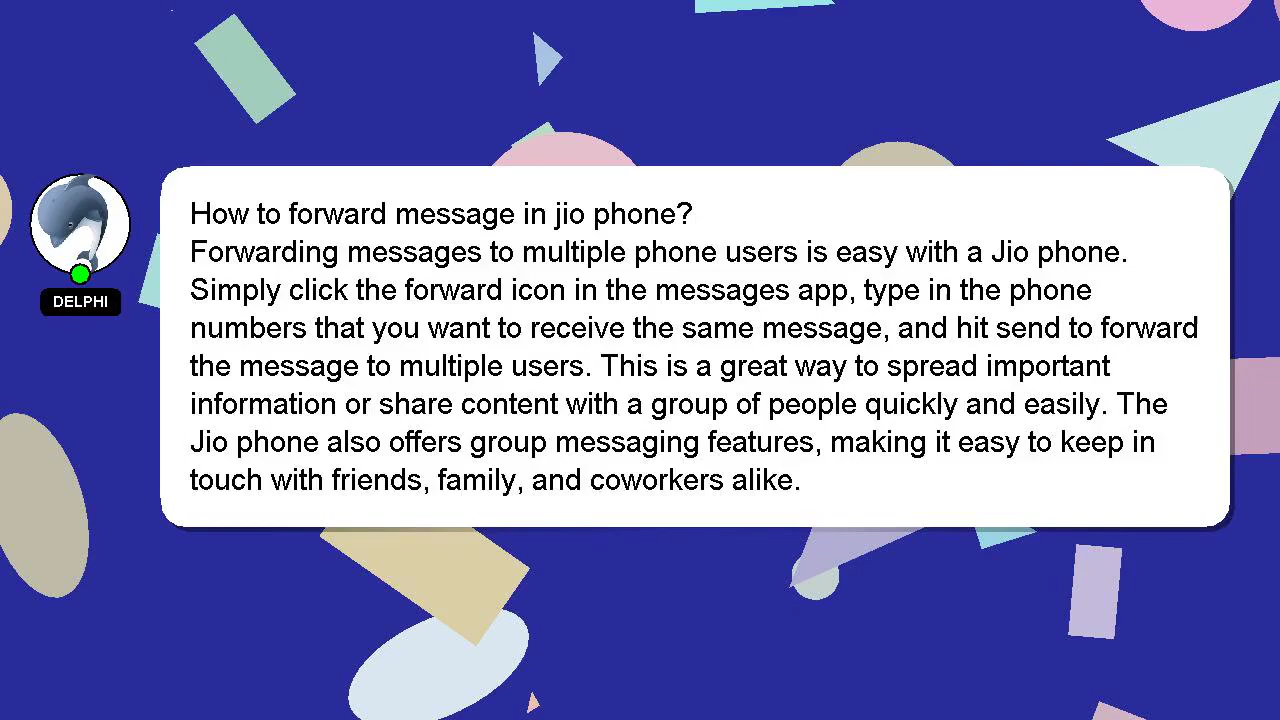 How to forward message in jio phone?
Forwarding messages to multiple phone users is easy with a Jio phone.
Simply click the forward icon in the messages app, type in the phone
numbers that you want to receive the same message, and hit send to forward
the message to multiple users. This is a great way to spread important
information or share content with a group of people quickly and easily. The
Jio phone also offers group messaging features, making it easy to keep in
touch with friends, family, and coworkers alike.
DELPHI